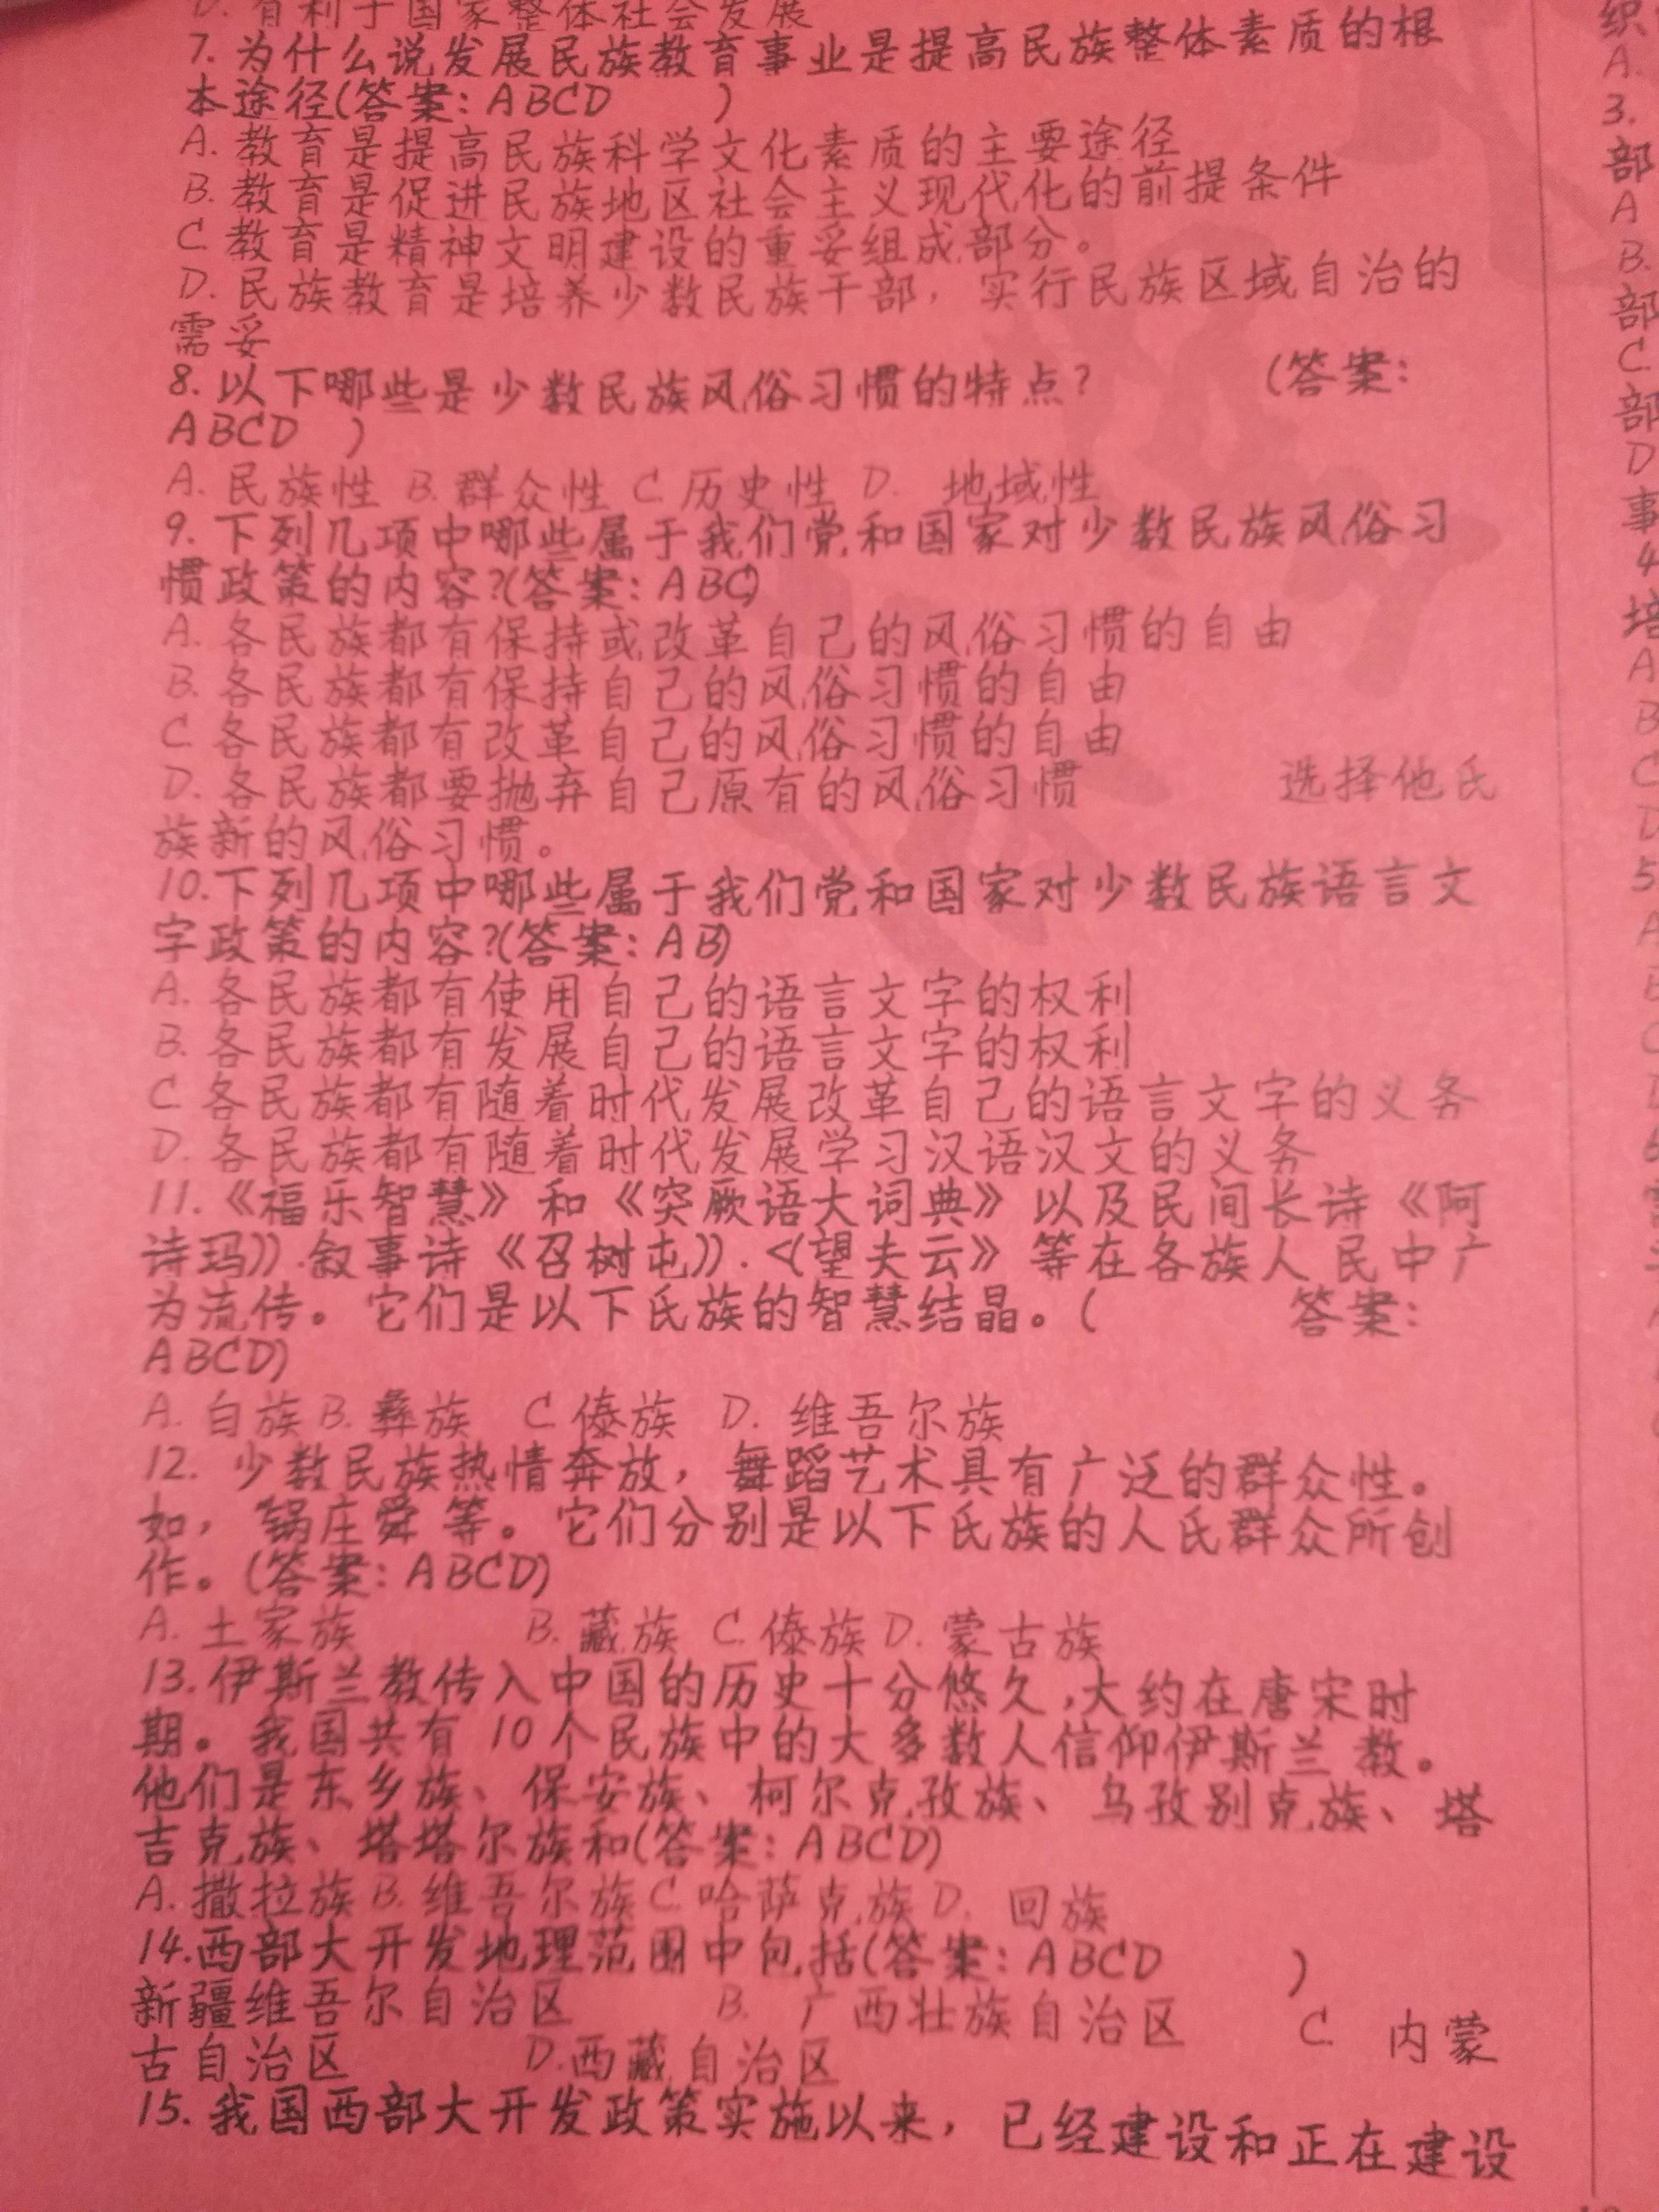 D. 有利于国家整体社会发展
7. 为什么说发展民族教育事业是提高民族整体素质的根
本途径(答案: ABCD )
A. 教育是提高民族科学文化素质的主要途径
B. 教育是促进民族地区社会主义现代化的前提条件
C 教育是精神文明建设的重妥组成部分。
D. 民族教育是培养少数民族干部, 实行民族区域自治的
需妥
8. 以下哪些是少数民族风俗习惯的特点? (答案:
ABCD )
A. 民族性 B. 群众性 C 历史性 D. 地域性
9. 下列几项中哪些属于我们党和国家对少数民族风俗习
惯政策的内容?(答案: ABC)
A. 各民族都有保持或改革自己的风俗习惯的自由
B. 各民族都有保持自己的风俗习惯的自由
C 各民族都有改革自己的风俗习惯的自由
D. 各民族都要抛弃自己原有的风俗习惯 选择他氏
族新的风俗习惯。
10. 下列几项中哪些属于我们党和国家对少数民族语言文
字政策的内容?(答案: AB)
A. 各民族都有使用自己的语言文字的权利
B. 各民族都有发展自己的语言文字的权利
C 各民族都有随着时代发展改革自己的语言文字的义务
D. 各民族都有随着时代发展学习汉语汉文的义务
11.《福乐智慧》和《突厥语大词典》以及民间长诗《阿
诗玛》. 叙事诗《召树屯》. 《望夫云》等在各族人民中广
为流传。它们是以下氏族的智慧结晶。( 答案:
ABCD)
A. 白族 B. 彝族 C 傣族 D. 维吾尔族
12. 少数民族热情奔放, 舞蹈艺术具有广泛的群众性。
如, 锅庄舜等。它们分别是以下氏族的人氏群众所创
作。(答案: ABCD)
A. 土家族 B. 藏族 C. 傣族 D. 蒙古族
13. 伊斯兰教传入中国的历史十分悠久,大约在唐宋时
期。我国共有 10 个民族中的大多数人信仰伊斯兰教。
他们是东乡族、保安族、柯尔克孜族、乌孜别克族、塔
吉克族、塔塔尔族和(答案: ABCD)
A. 撒拉族 B. 维吾尔族 C 哈萨克族 D. 回族
14. 西部大开发地理范围中包括(答案: ABCD )
新疆维吾尔自治区 B. 广西壮族自治区 C 内蒙
古自治区 D.西藏自治区
15. 我国西部大开发政策实施以来, 已经建设和正在建设
织
A.
3.
部
A
B.
部
C.
部
D
事
4
培
A
B
C
D
5
A